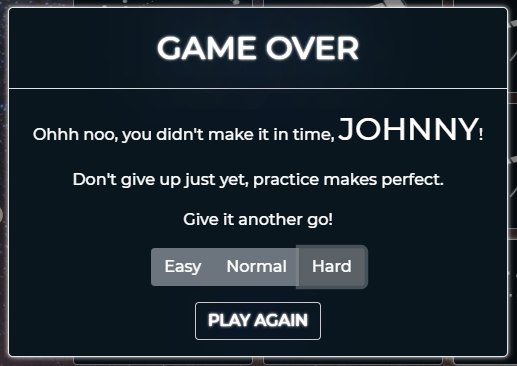 GAME OVER
Ohhh noo, you didn't make it in time, JOHNNY!
Don't give up just yet, practice makes perfect.
Give it another go!
Easy Normal Hard
PLAY AGAIN